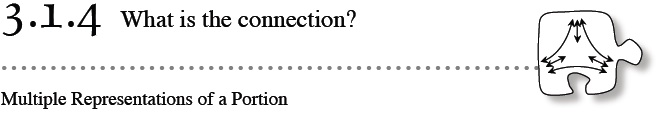 3.1.4 What is the connection?
Multiple Representations of a Portion